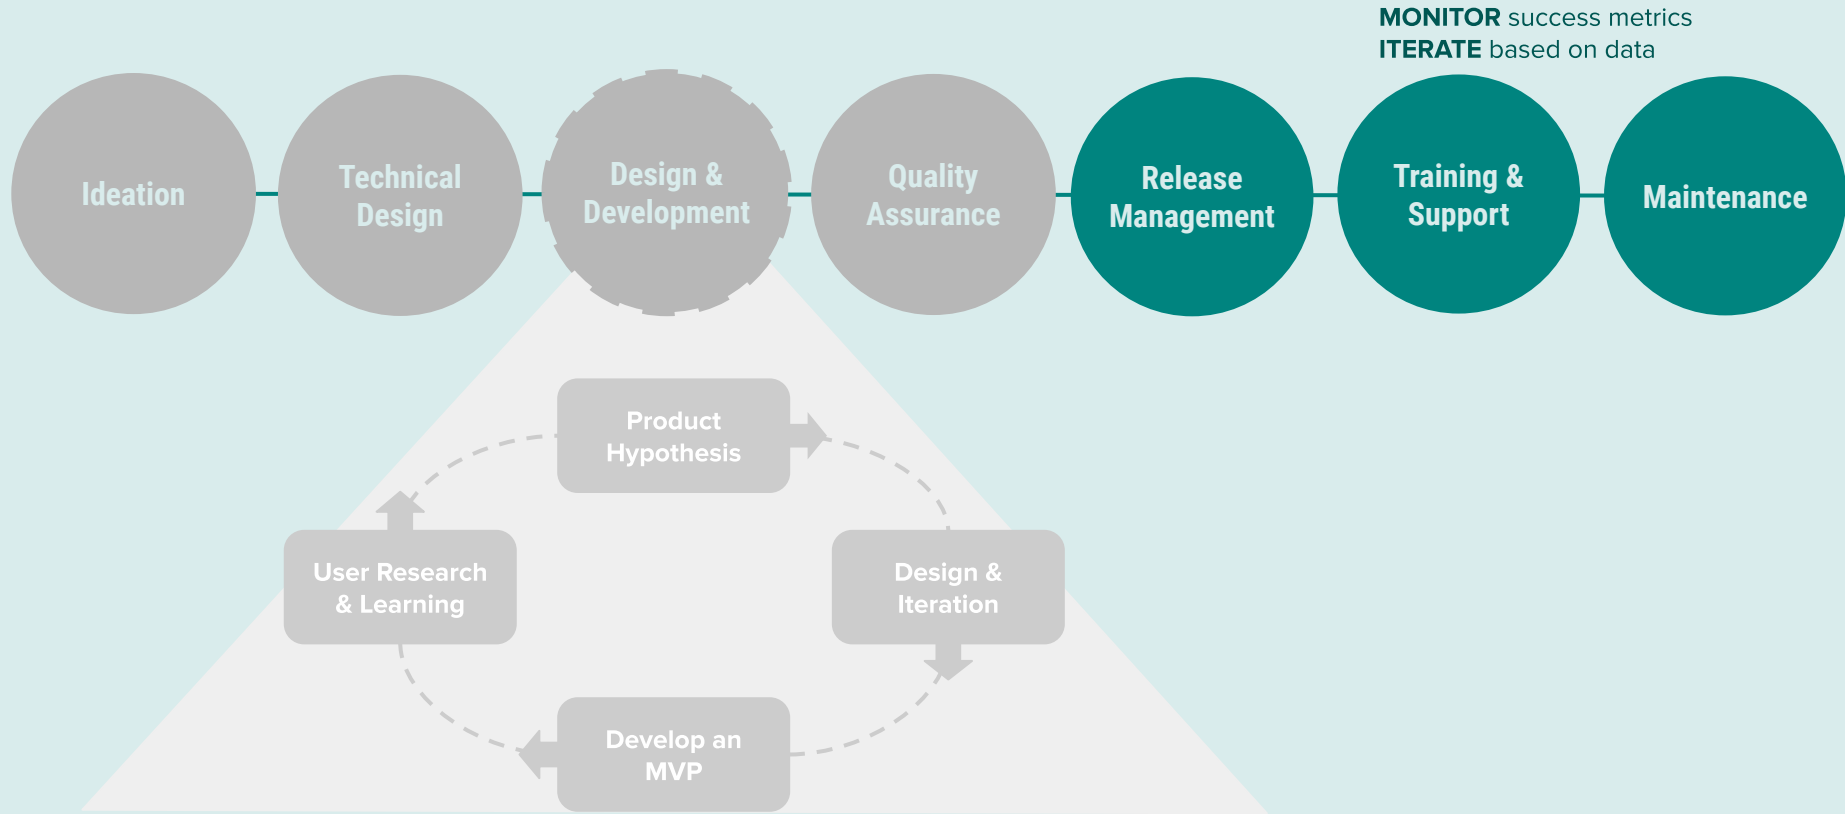 MONITOR success metrics
ITERATE based on data
Ideation
Technical
Design
Design &
Development
Quality
Assurance
Release
Management
Training &
Support
Maintenance
Product
Hypothesis
User Research
& Learning
Design &
Iteration
Develop an
MVP